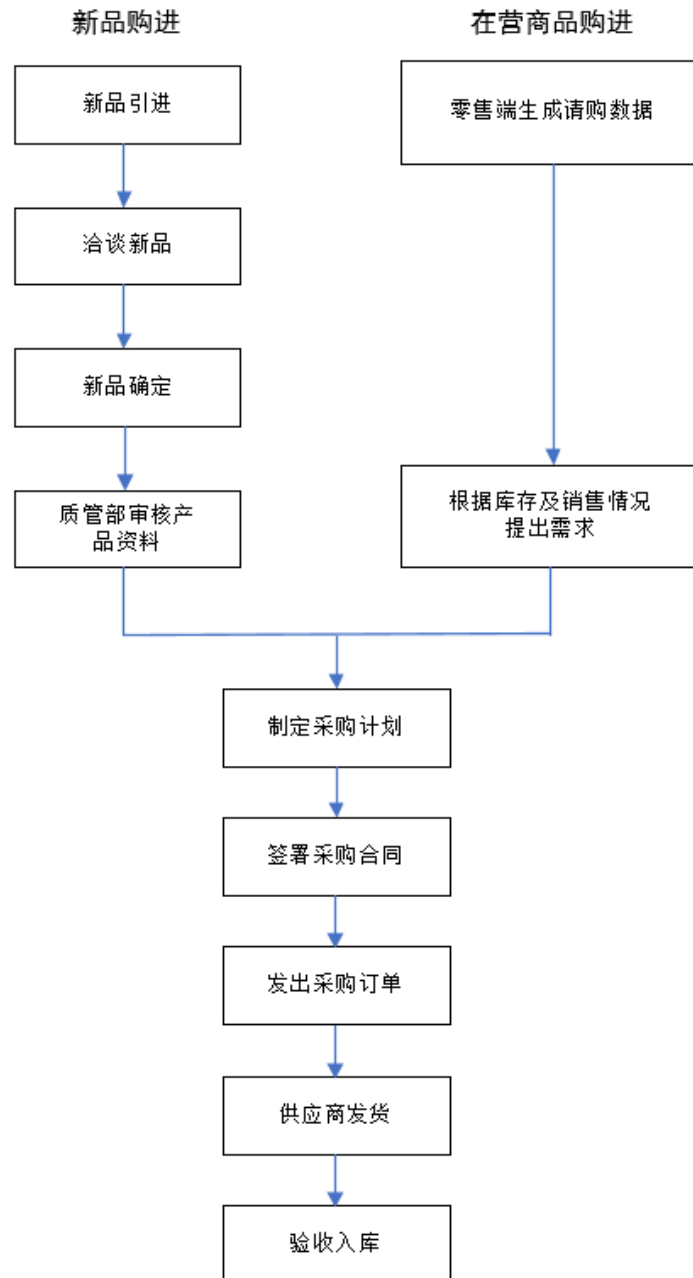 新品购进
在营商品购进
新品引进
零售端生成请购数据
洽谈新品
新品确定
质管部审核产
品资料
根据库存及销售情况
提出需求
制定采购计划
签署采购合同
发出采购订单
供应商发货
验收入库